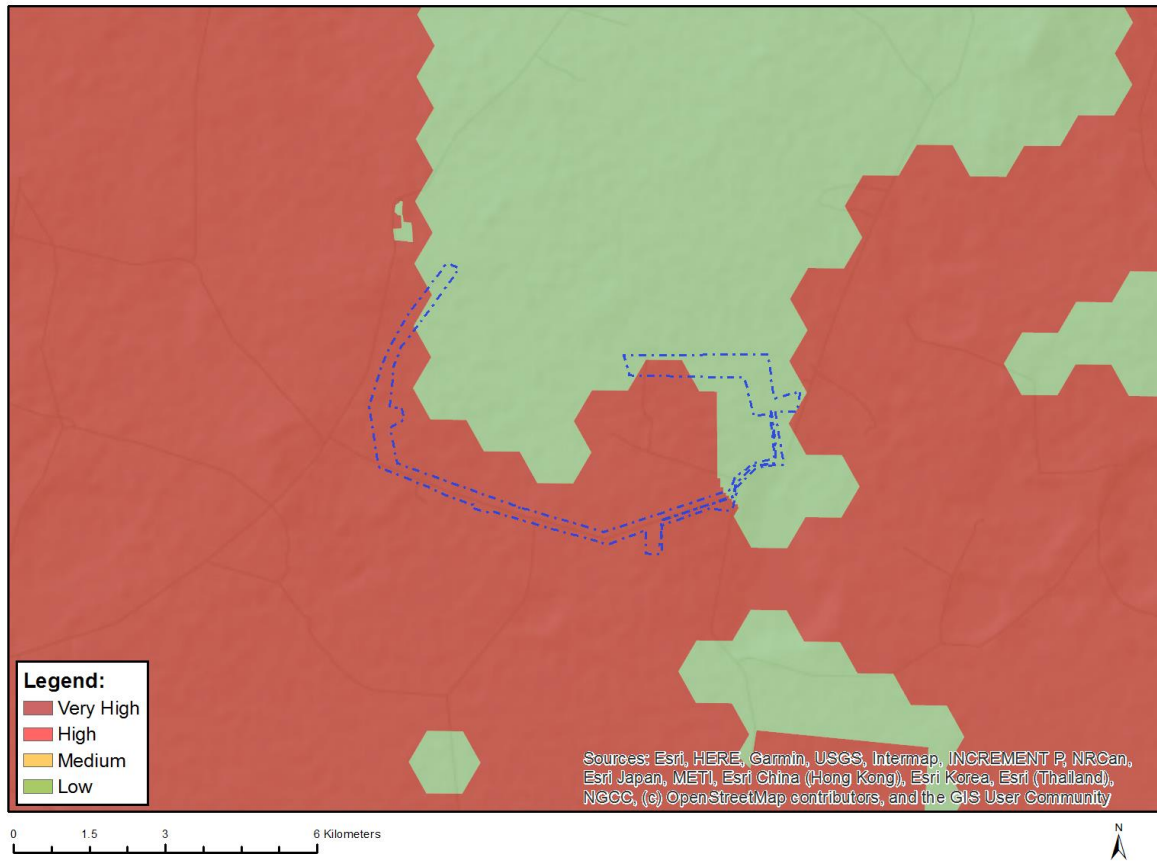 Legend:
Very High
High
Medium
Low
Sources: Esri, HERE, Garmin, USGS, Intermap, INCREMENT P, NRCan,
Esri Japan, METI, Esri China (Hong Kong), Esri Korea, Esri (Thailand),
NGCC, (c) OpenStreetMap contributors, and the GIS User Community
0 1.5 3 6 Kilometers
N